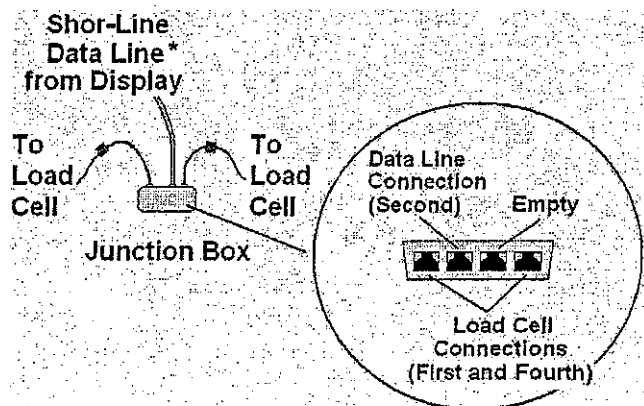 Shor-Line
Data Line*
from Display
To
Load
Cell
To
Load
Cell
Junction Box
Data Line
Connection
(Second)
Empty
Load Cell
Connections
(First and Fourth)